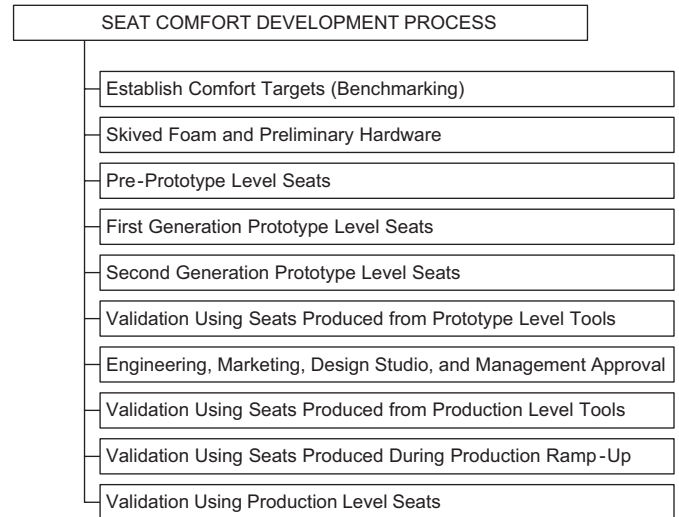 SEAT COMFORT DEVELOPMENT PROCESS
Establish Comfort Targets (Benchmarking)
Skived Foam and Preliminary Hardware
Pre-Prototype Level Seats
First Generation Prototype Level Seats
Second Generation Prototype Level Seats
Validation Using Seats Produced from Prototype Level Tools
Engineering, Marketing, Design Studio, and Management Approval
Validation Using Seats Produced from Production Level Tools
Validation Using Seats Produced During Production Ramp-Up
Validation Using Production Level Seats